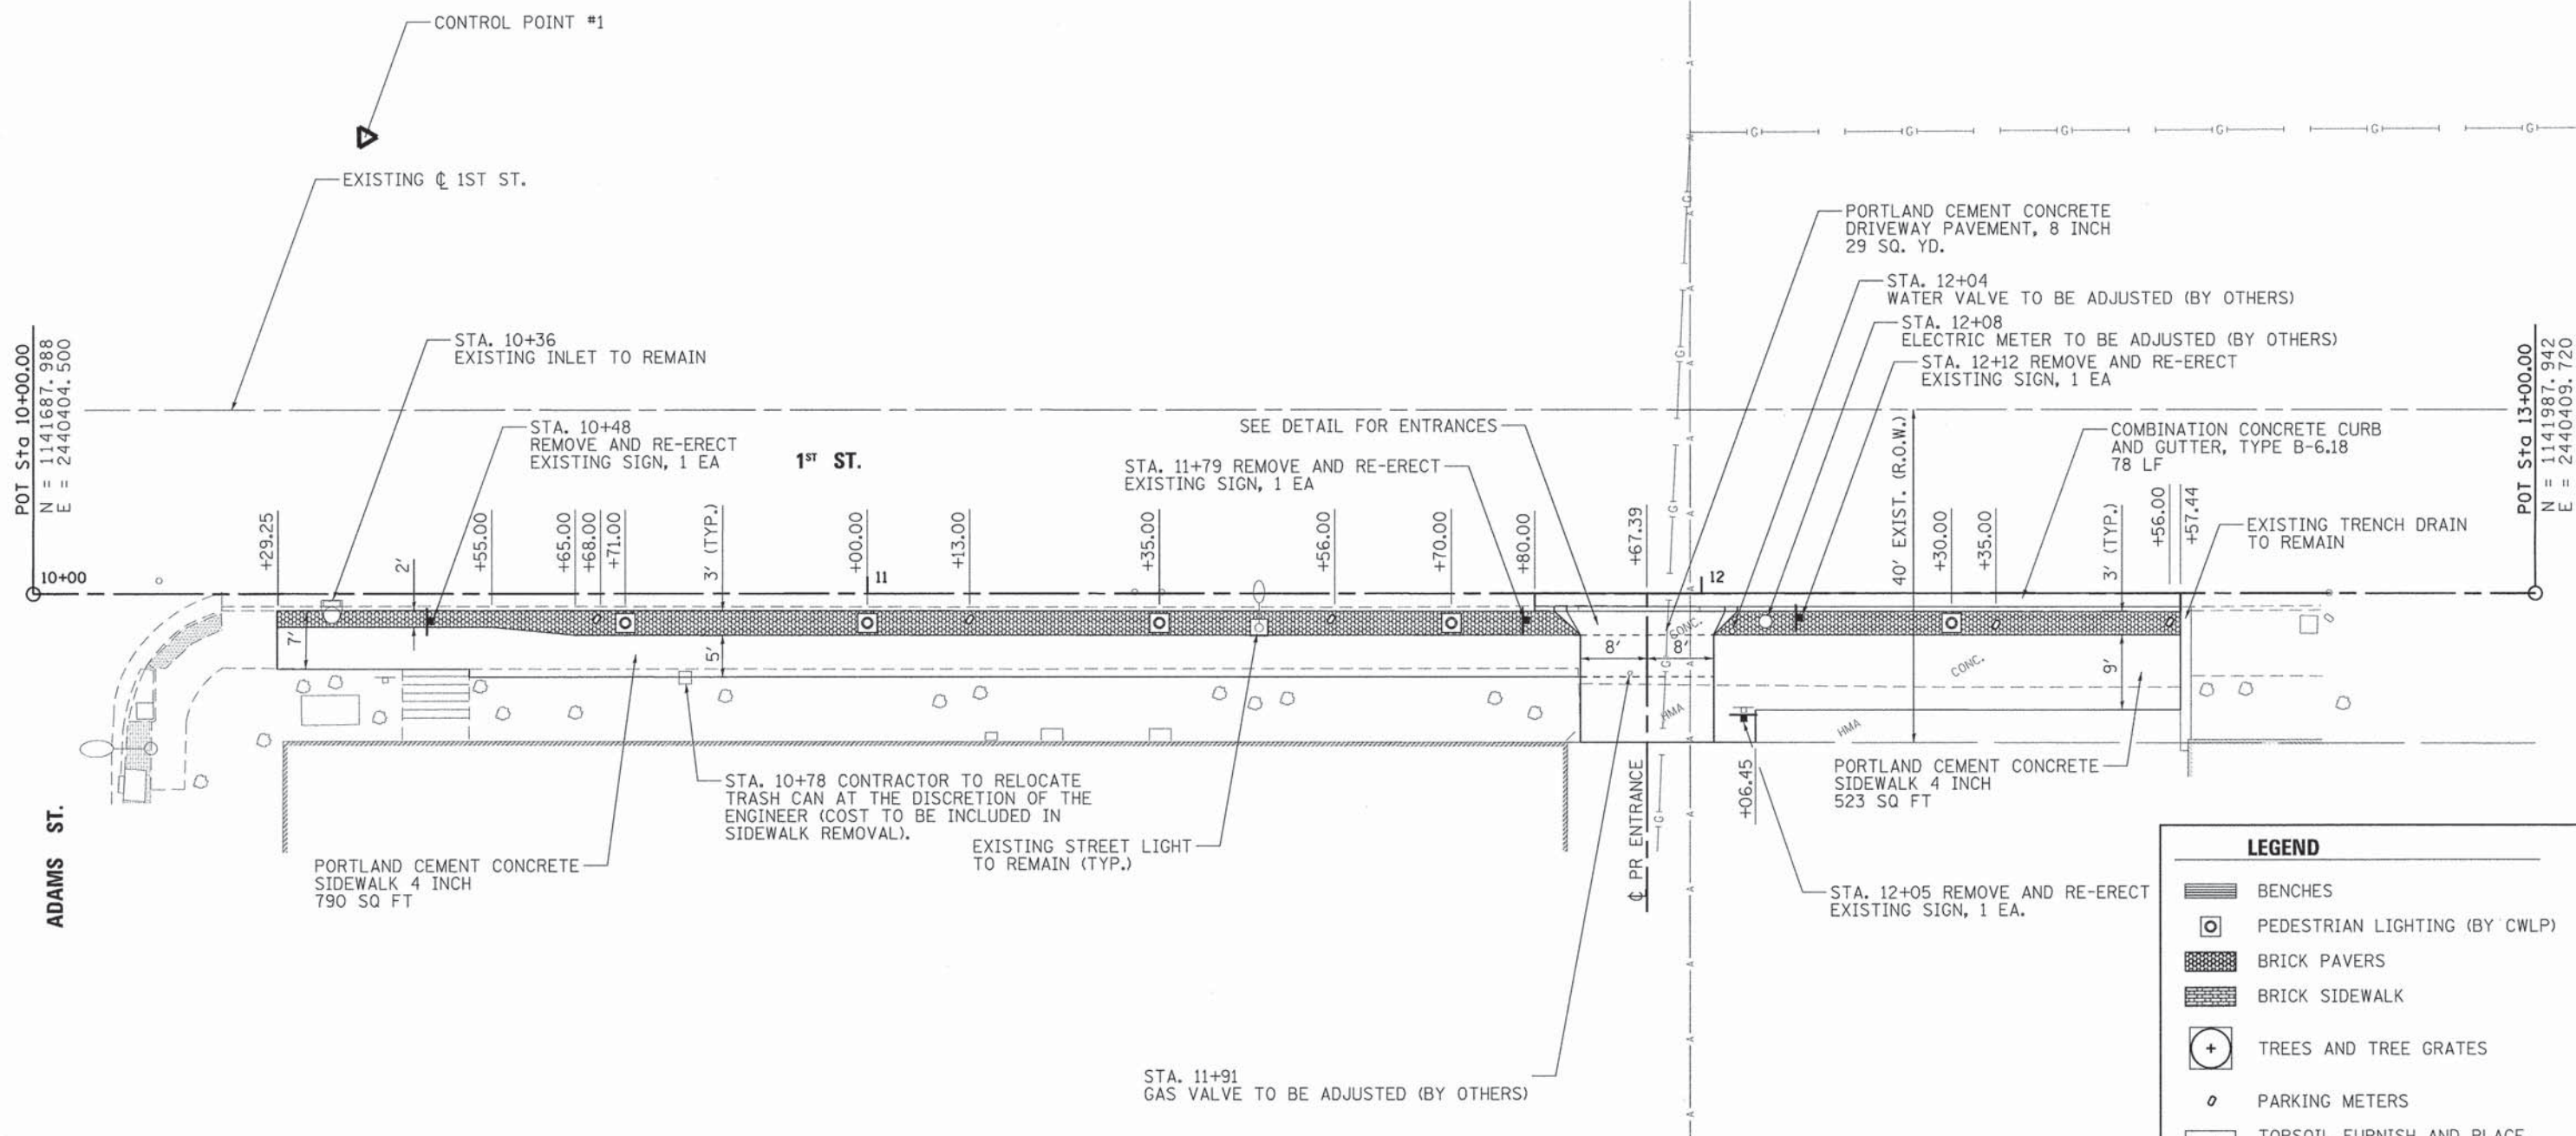 CONTROL POINT #1
EXISTING ℄ 1ST ST.
POT Sta 10+00.00
N = 1141687.988
E = 2440404.500
STA. 10+36
EXISTING INLET TO REMAIN
STA. 10+48
REMOVE AND RE-ERECT
EXISTING SIGN, 1 EA
1ST ST.
SEE DETAIL FOR ENTRANCES
STA. 11+79 REMOVE AND RE-ERECT
EXISTING SIGN, 1 EA
PORTLAND CEMENT CONCRETE
DRIVEWAY PAVEMENT, 8 INCH
29 SQ. YD.
STA. 12+04
WATER VALVE TO BE ADJUSTED (BY OTHERS)
STA. 12+08
ELECTRIC METER TO BE ADJUSTED (BY OTHERS)
STA. 12+12 REMOVE AND RE-ERECT
EXISTING SIGN, 1 EA
COMBINATION CONCRETE CURB
AND GUTTER, TYPE B-6.18
78 LF
EXISTING TRENCH DRAIN
TO REMAIN
POT Sta 13+00.00
N = 1141987.942
E = 2440409.720
10+00
+29.25
2'
+55.00
+65.00
+68.00
+71.00
3' (TYP.)
+00.00
11
+13.00
+35.00
+56.00
+70.00
+80.00
+67.39
12
40' EXIST. (R.O.W.)
+30.00
+35.00
3' (TYP.)
+56.00
+57.44
7'
5'
8'
8'
CONC.
HMA
CONC.
HMA
9'
G
G
G
G
G
G
G
G
G
G
G
G
A
A
A
A
A
A
A
A
A
A
A
A
ADAMS ST.
STA. 10+78 CONTRACTOR TO RELOCATE
TRASH CAN AT THE DISCRETION OF THE
ENGINEER (COST TO BE INCLUDED IN
SIDEWALK REMOVAL).
EXISTING STREET LIGHT
TO REMAIN (TYP.)
PORTLAND CEMENT CONCRETE
SIDEWALK 4 INCH
790 SQ FT
℄ PR ENTRANCE
+06.45
PORTLAND CEMENT CONCRETE
SIDEWALK 4 INCH
523 SQ FT
STA. 12+05 REMOVE AND RE-ERECT
EXISTING SIGN, 1 EA.
STA. 11+91
GAS VALVE TO BE ADJUSTED (BY OTHERS)
LEGEND
BENCHES
PEDESTRIAN LIGHTING (BY CWLP)
BRICK PAVERS
BRICK SIDEWALK
TREES AND TREE GRATES
PARKING METERS
TOPSOIL FURNISH AND PLACE